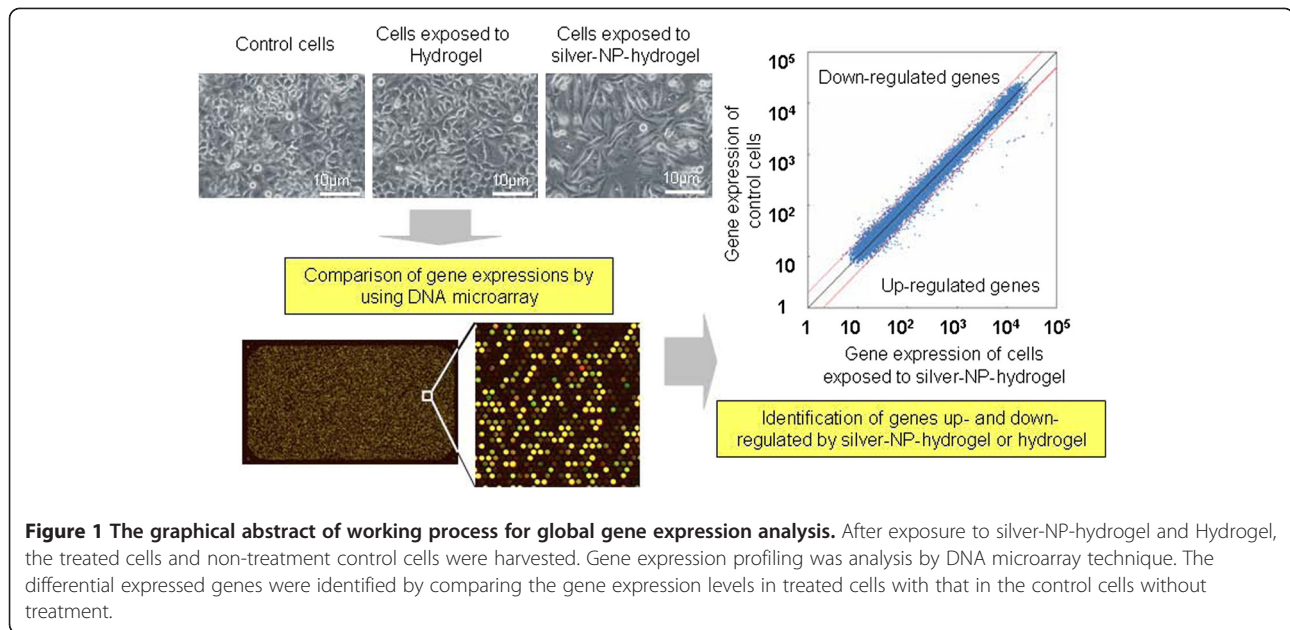 Control cells
Cells exposed to
Hydrogel
Cells exposed to
silver-NP-hydrogel
10µm
10µm
10µm
Comparison of gene expressions by
using DNA microarray
Gene expression of
control cells
10⁵
10⁴
10³
10²
10
1
Down-regulated genes
Up-regulated genes
1
10
10²
10³
10⁴
10⁵
Gene expression of cells
exposed to silver-NP-hydrogel
Identification of genes up- and down-
regulated by silver-NP-hydrogel or hydrogel
Figure 1 The graphical abstract of working process for global gene expression analysis. After exposure to silver-NP-hydrogel and Hydrogel,
the treated cells and non-treatment control cells were harvested. Gene expression profiling was analysis by DNA microarray technique. The
differential expressed genes were identified by comparing the gene expression levels in treated cells with that in the control cells without
treatment.